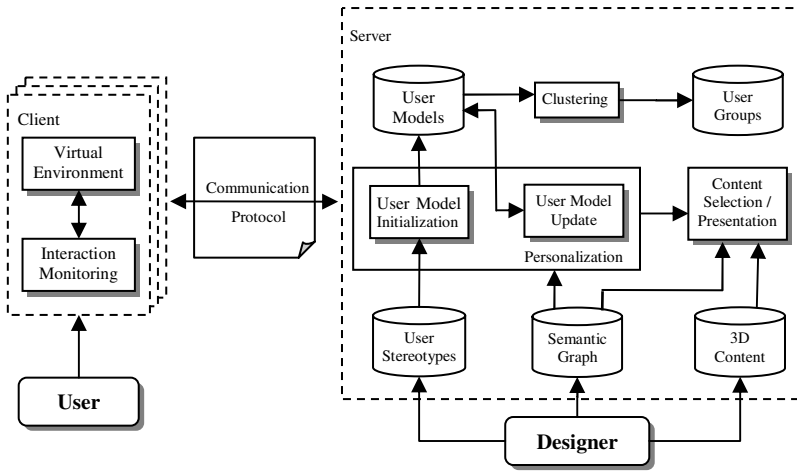 Server
User
Models
Clustering
User
Groups
Client
Virtual
Environment
Communication
Protocol
User Model
Initialization
User Model
Update
Content
Selection /
Presentation
Interaction
Monitoring
Personalization
User
Stereotypes
Semantic
Graph
3D
Content
User
Designer